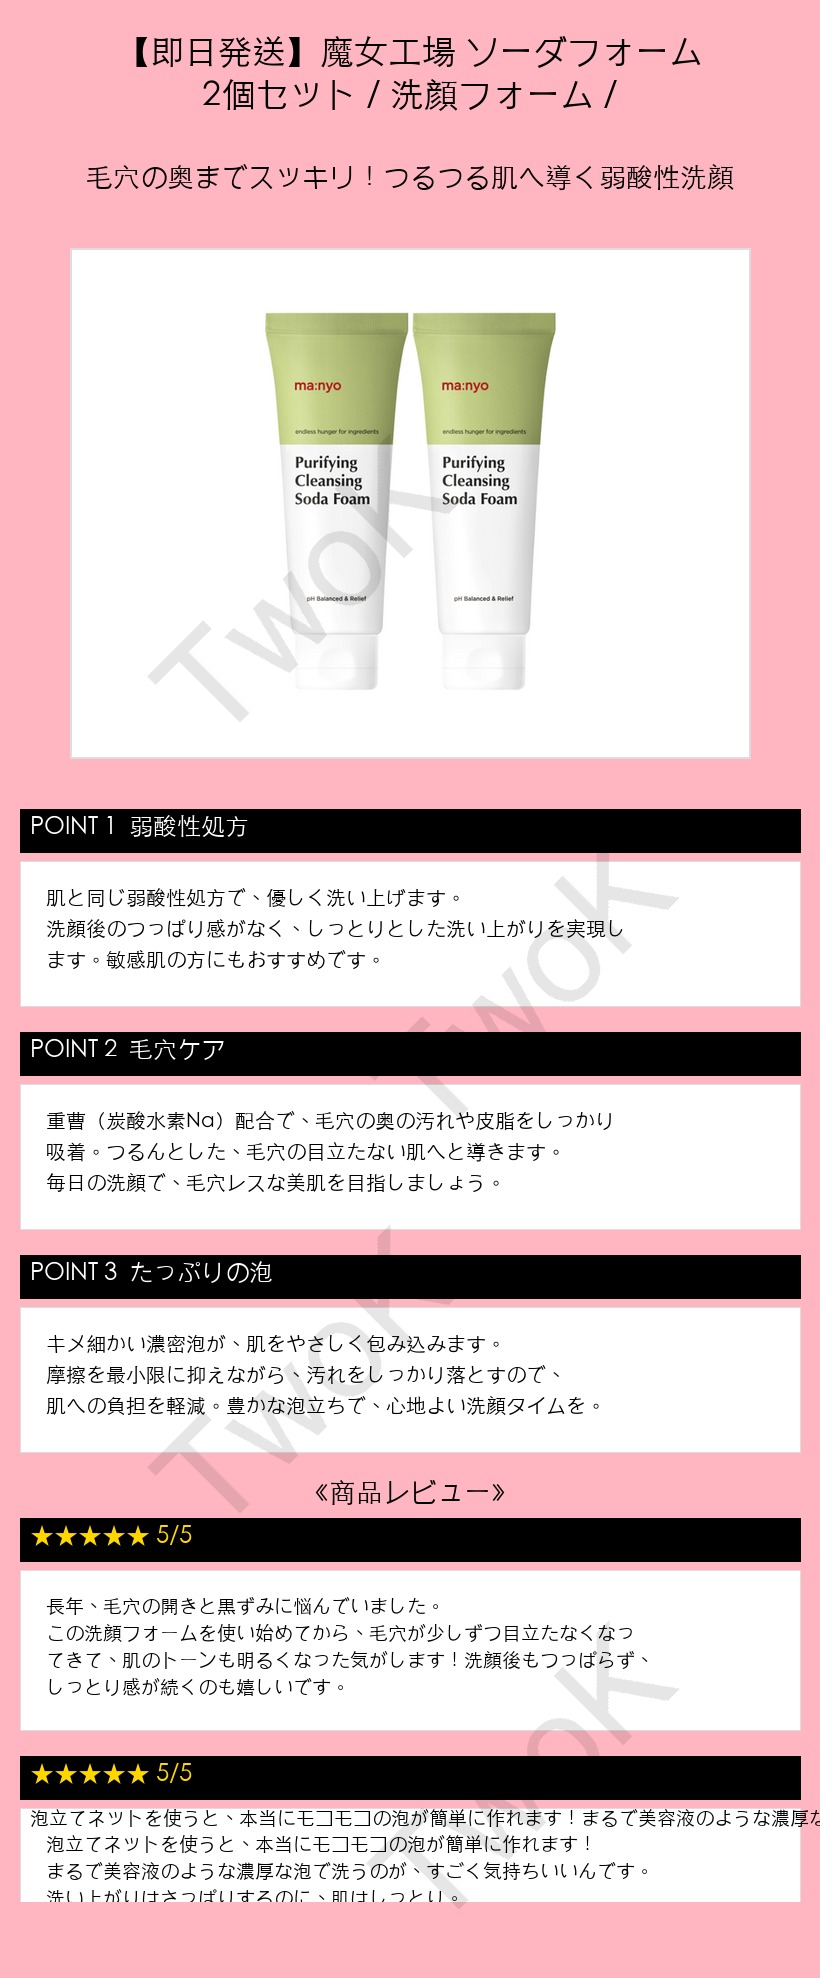 【即日発送】魔女工場 ソーダフォーム
2個セット / 洗顔フォーム /
毛穴の奥までスッキリ！つるつる肌へ導く弱酸性洗顔
ma:nyo
endless hunger for ingredients
Purifying
Cleansing
Soda Foam
pH Balanced & Relief
ma:nyo
endless hunger for ingredients
Purifying
Cleansing
Soda Foam
pH Balanced & Relief
TwoK
POINT 1 弱酸性処方
肌と同じ弱酸性処方で、優しく洗い上げます。
洗顔後のつっぱり感がなく、しっとりとした洗い上がりを実現し
ます。敏感肌の方にもおすすめです。
TwoK
POINT 2 毛穴ケア
重曹（炭酸水素Na）配合で、毛穴の奥の汚れや皮脂をしっかり
吸着。つるんとした、毛穴の目立たない肌へと導きます。
毎日の洗顔で、毛穴レスな美肌を目指しましょう。
POINT 3 たっぷりの泡
キメ細かい濃密泡が、肌をやさしく包み込みます。
摩擦を最小限に抑えながら、汚れをしっかり落とすので、
肌への負担を軽減。豊かな泡立ちで、心地よい洗顔タイムを。
TwoK
《商品レビュー》
★★★★★ 5/5
長年、毛穴の開きと黒ずみに悩んでいました。
この洗顔フォームを使い始めてから、毛穴が少しずつ目立たなくなっ
てきて、肌のトーンも明るくなった気がします！洗顔後もつっぱらず、
しっとり感が続くのも嬉しいです。
TwoK
★★★★★ 5/5
泡立てネットを使うと、本当にモコモコの泡が簡単に作れます！まるで美容液のような濃厚な
泡立てネットを使うと、本当にモコモコの泡が簡単に作れます！
まるで美容液のような濃厚な泡で洗うのが、すごく気持ちいいんです。
洗い上がりはさっぱりするのに、肌はしっとり。